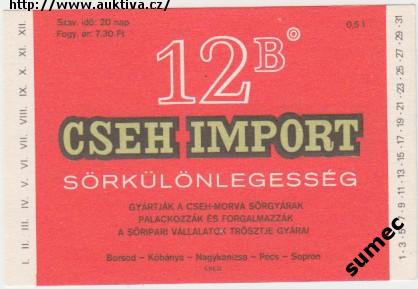 http://www.auktiva.cz/
Szav. idő: 20 nap
Fogy. ár: 7.30 Ft
0,5 l
12 B°
CSEH IMPORT
SÖRKÜLÖNLEGESSÉG
GYÁRTJÁK A CSEH-MORVA SÖRGYÁRAK
PALACKOZZÁK ÉS FORGALMAZZÁK
A SÖRIPARI VÁLLALATOK TRÖSZTJE GYÁRAI
Borsod – Kőbánya – Nagykanizsa – Pécs – Sopron
I. II. III. IV. V. VI. VII. VIII. IX. X. XI. XII.
1-3-5-7-9-11-13-15-17-19-21-23-25-27-29-31
sumec